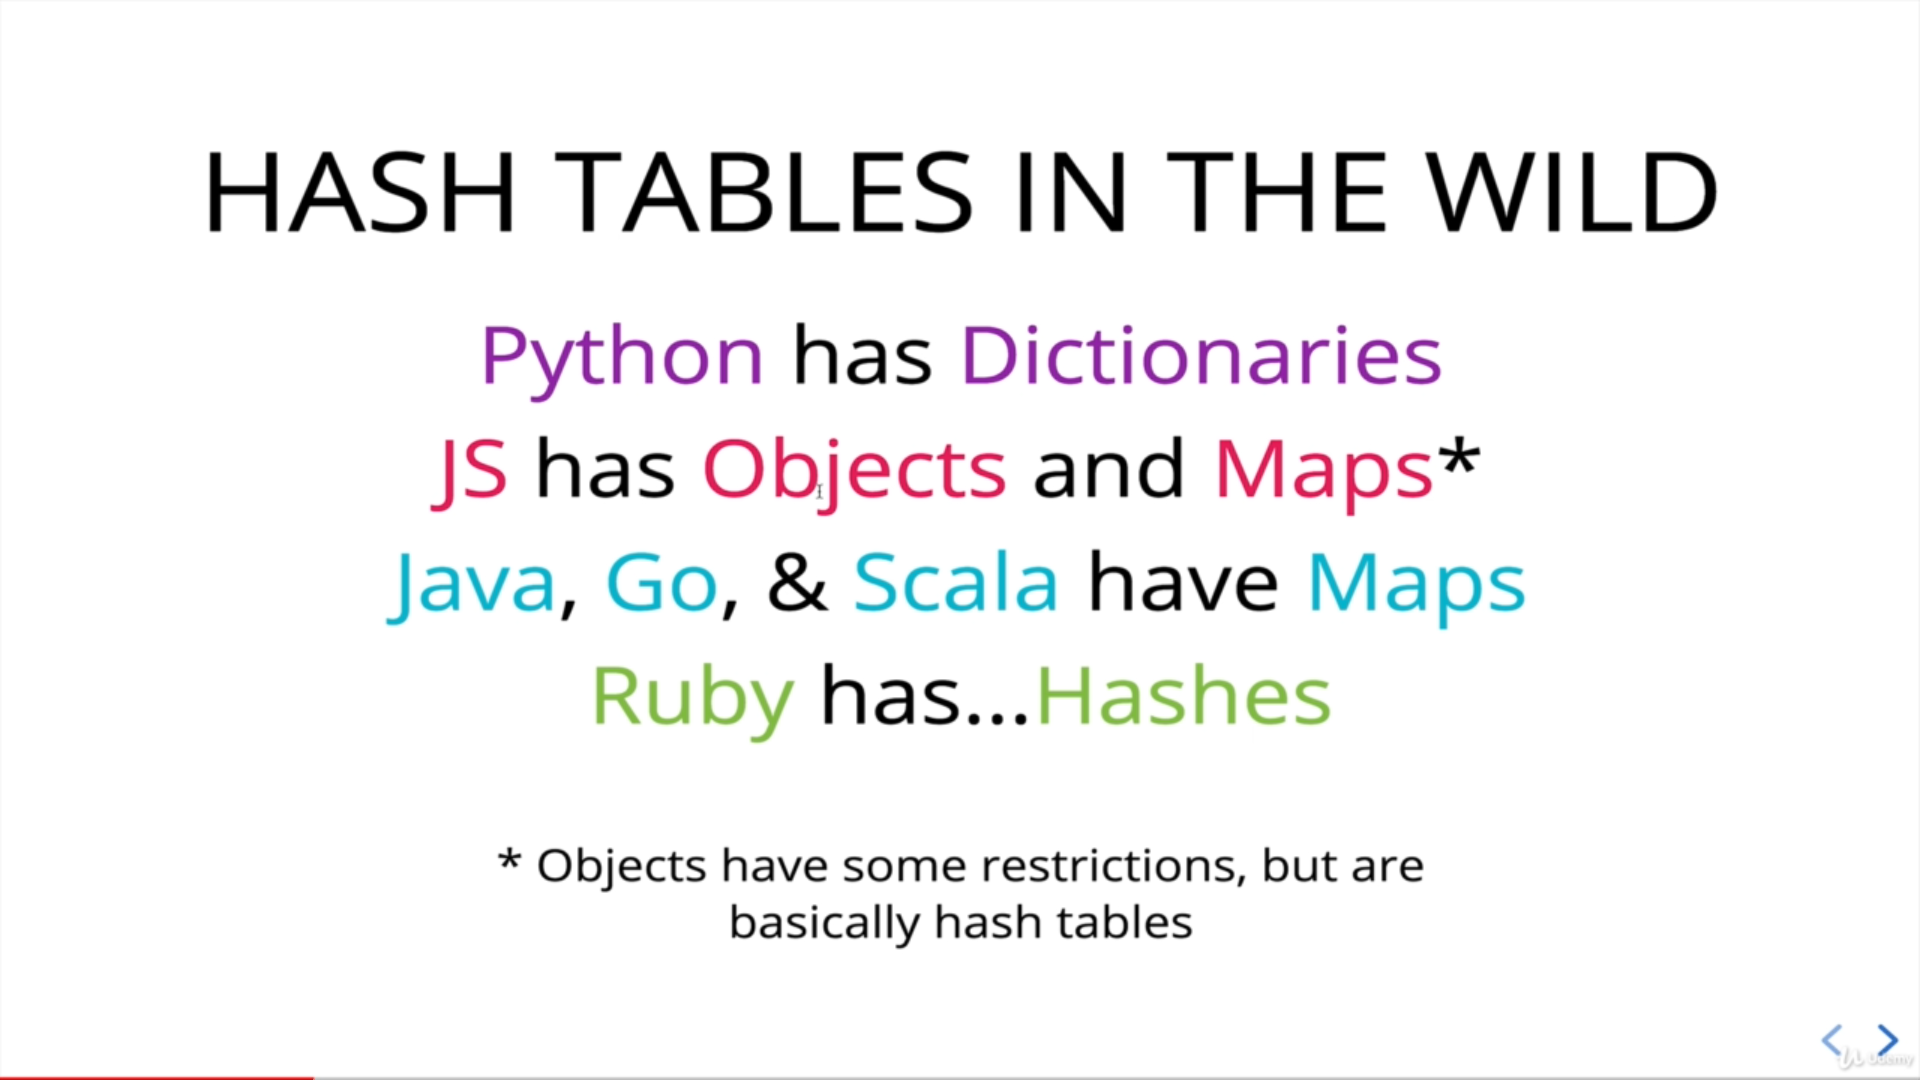 HASH TABLES IN THE WILD
Python has Dictionaries
JS has Objects and Maps*
Java, Go, & Scala have Maps
Ruby has...Hashes
* Objects have some restrictions, but are
basically hash tables
Udemy